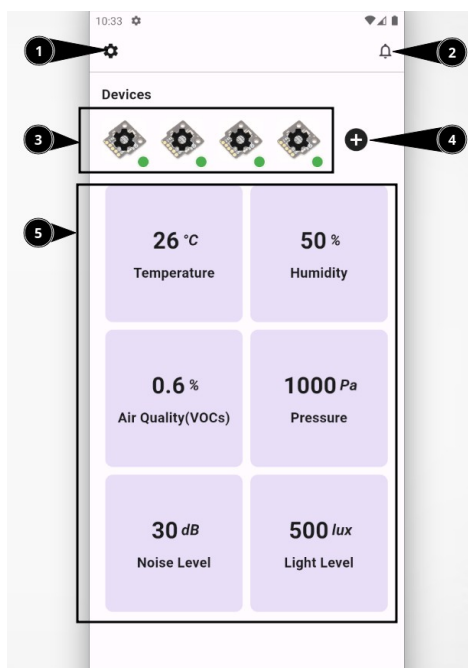 10:33
1
2
Devices
3
4
5
26 °C
Temperature
50 %
Humidity
0.6 %
Air Quality(VOCs)
1000 Pa
Pressure
30 dB
Noise Level
500 lux
Light Level